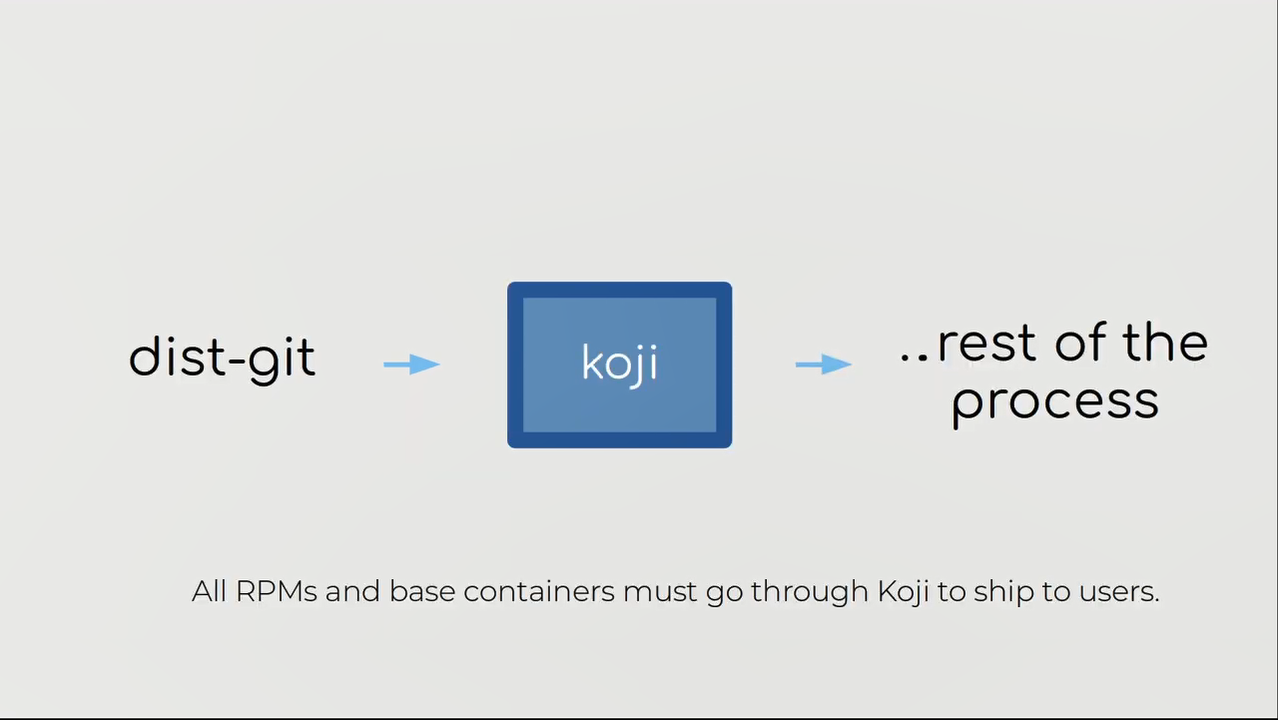 dist-git
koji
..rest of the
process
All RPMs and base containers must go through Koji to ship to users.